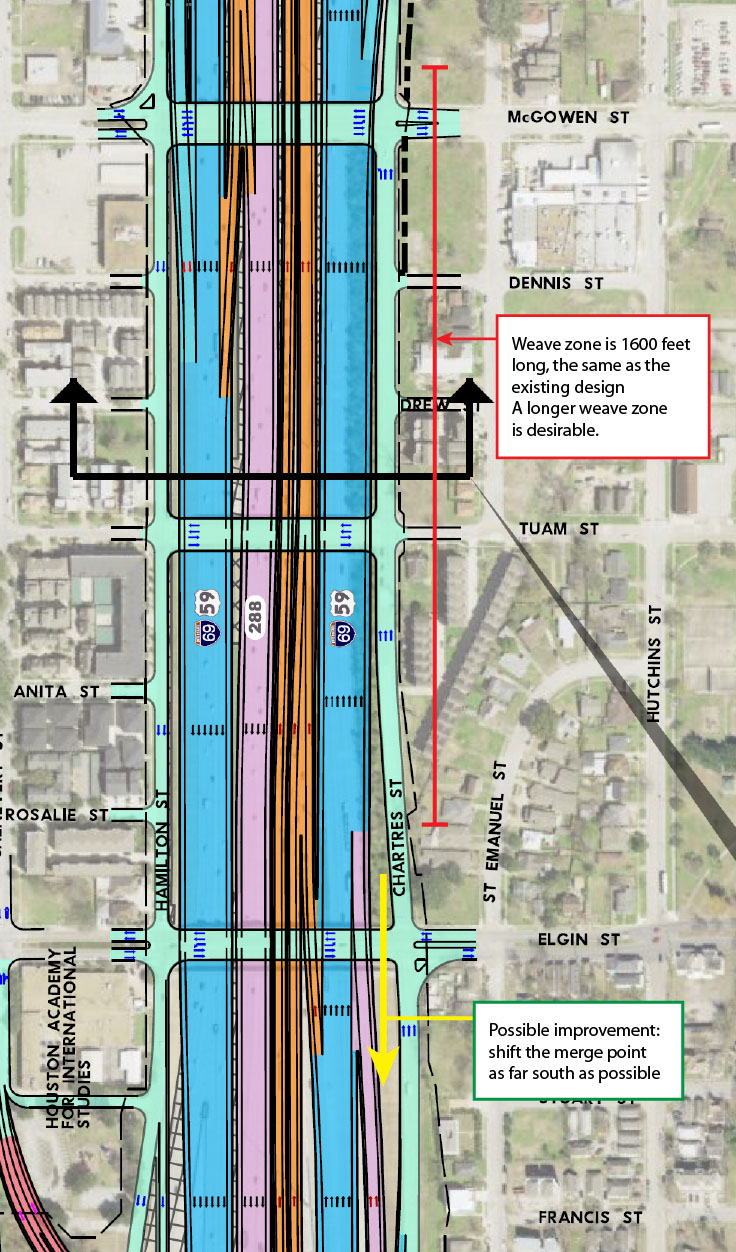 McGOWEN ST
DENNIS ST
Weave zone is 1600 feet
long, the same as the
existing design
A longer weave zone
is desirable.
DREW ST
TUAM ST
59
69
288
59
69
HUTCHINS ST
ANITA ST
ROSALIE ST
HAMILTON ST
CHARTRES ST
ST EMANUEL ST
ELGIN ST
HOUSTON ACADEMY
FOR INTERNATIONAL
STUDIES
Possible improvement:
shift the merge point
as far south as possible
STUART ST
FRANCIS ST